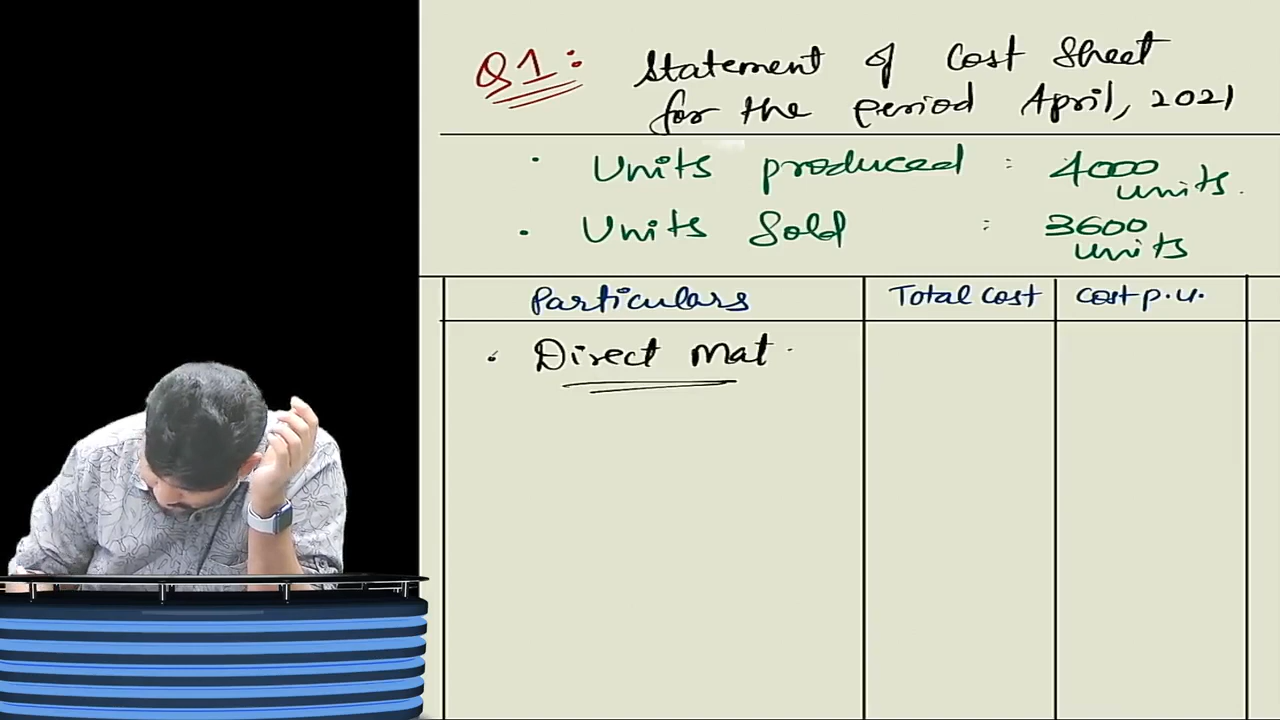 Q1: Statement of Cost Sheet
for the period April, 2021
• Units produced : 4000
units.
• Units Sold : 3600
units
Particulars Total Cost Cost p.u.
• Direct Mat.